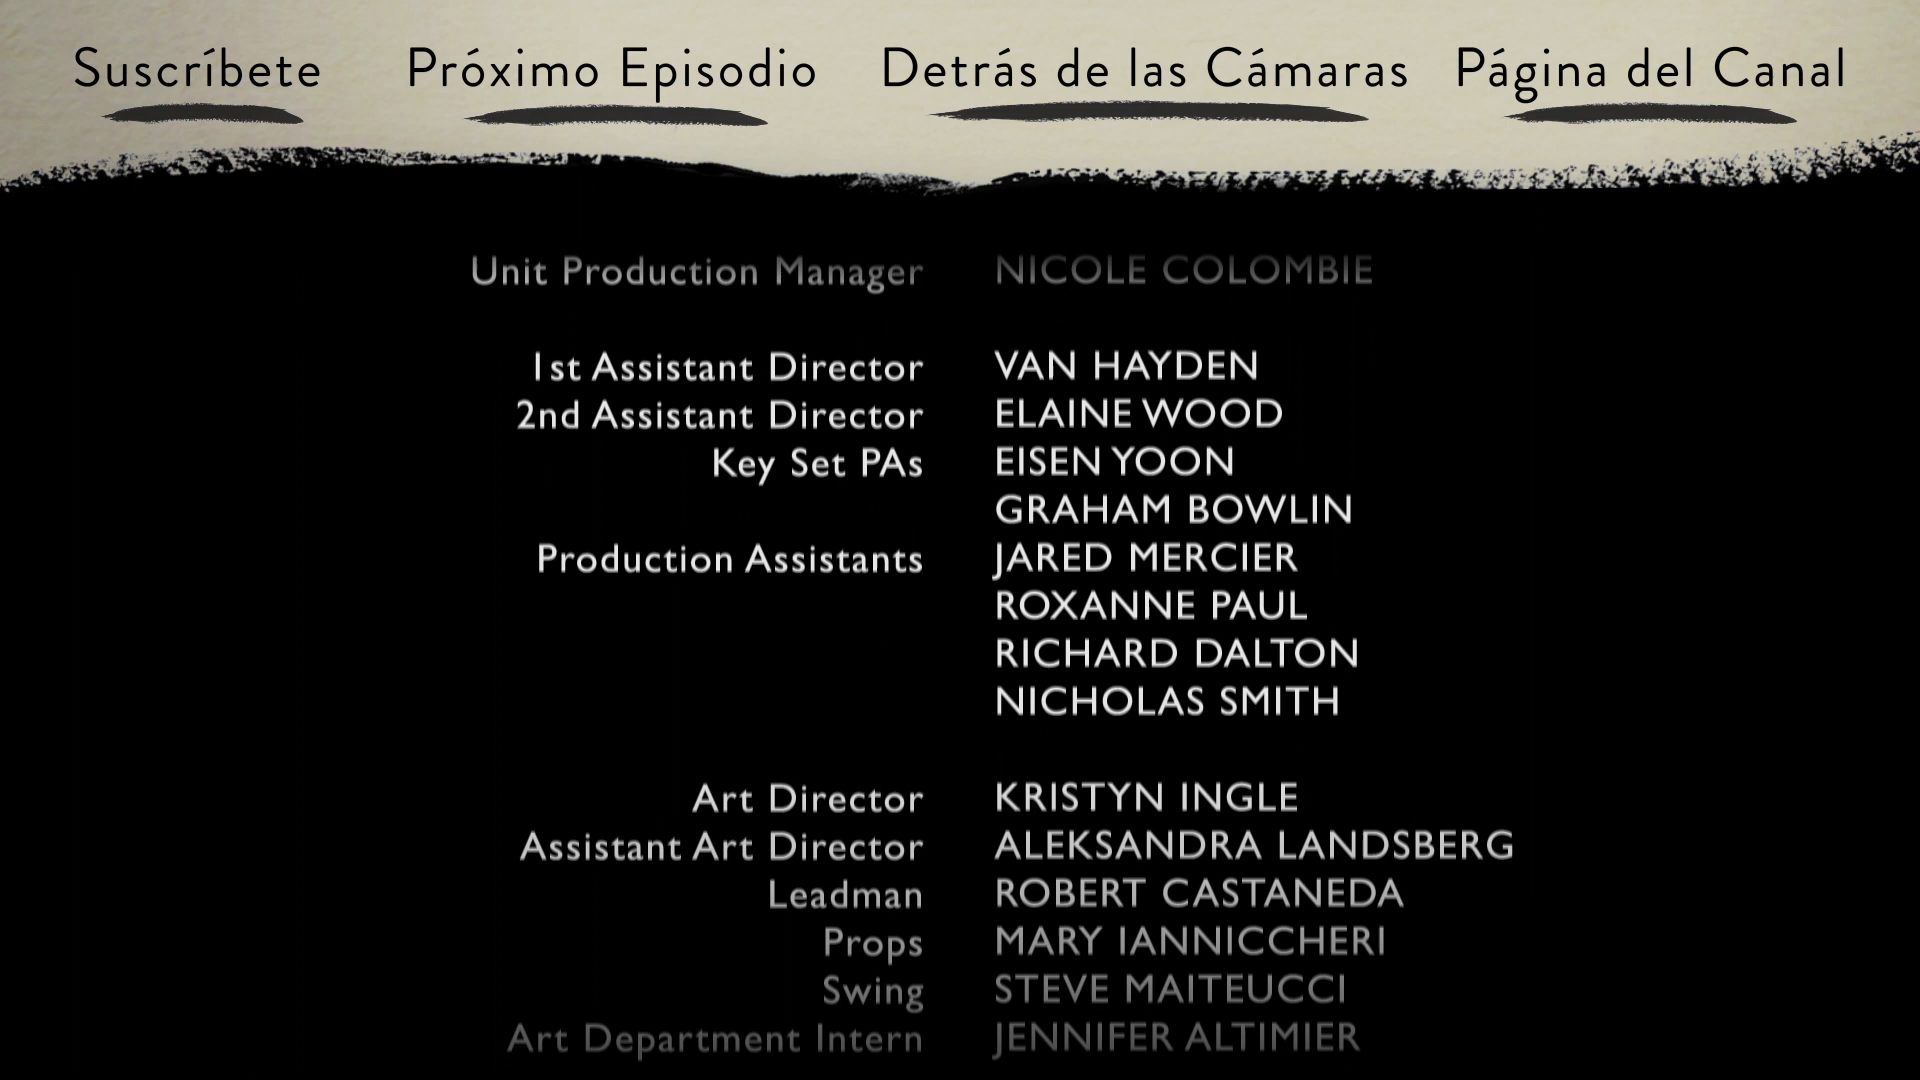 Suscríbete Próximo Episodio Detrás de las Cámaras Página del Canal
Unit Production Manager NICOLE COLOMBIE
1st Assistant Director VAN HAYDEN
2nd Assistant Director ELAINE WOOD
Key Set PAs EISEN YOON
GRAHAM BOWLIN
Production Assistants JARED MERCIER
ROXANNE PAUL
RICHARD DALTON
NICHOLAS SMITH
Art Director KRISTYN INGLE
Assistant Art Director ALEKSANDRA LANDSBERG
Leadman ROBERT CASTANEDA
Props MARY IANNICCHERI
Swing STEVE MAITEUCCI
Art Department Intern JENNIFER ALTIMIER